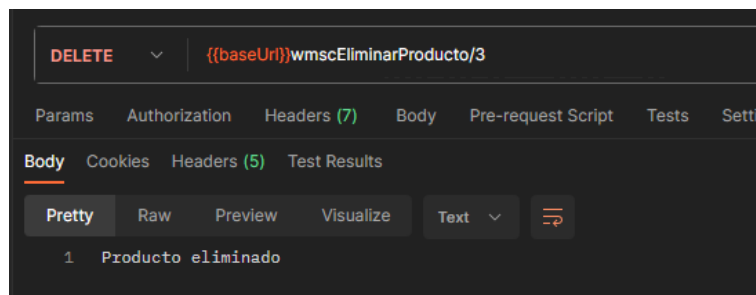 DELETE {{baseUrl}}wmscEliminarProducto/3
Params Authorization Headers (7) Body Pre-request Script Tests Setti
Body Cookies Headers (5) Test Results
Pretty Raw Preview Visualize Text
1 Producto eliminado